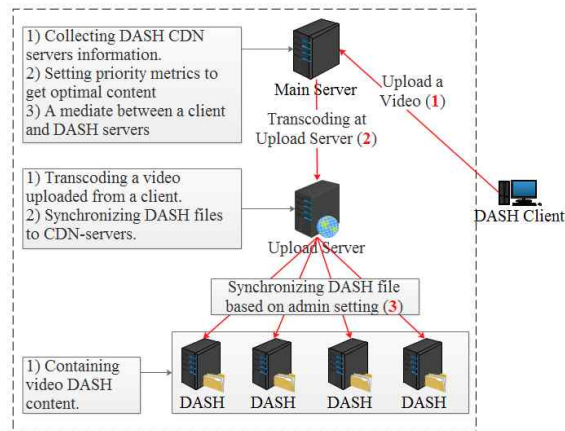 1) Collecting DASH CDN
servers information.
2) Setting priority metrics to
get optimal content
3) A mediate between a client
and DASH servers
Main Server
Upload a
Video (1)
Transcoding at
Upload Server (2)
1) Transcoding a video
uploaded from a client.
2) Synchronizing DASH files
to CDN-servers.
DASH Client
Upload Server
Synchronizing DASH file
based on admin setting (3)
1) Containing
video DASH
content.
DASH DASH DASH DASH